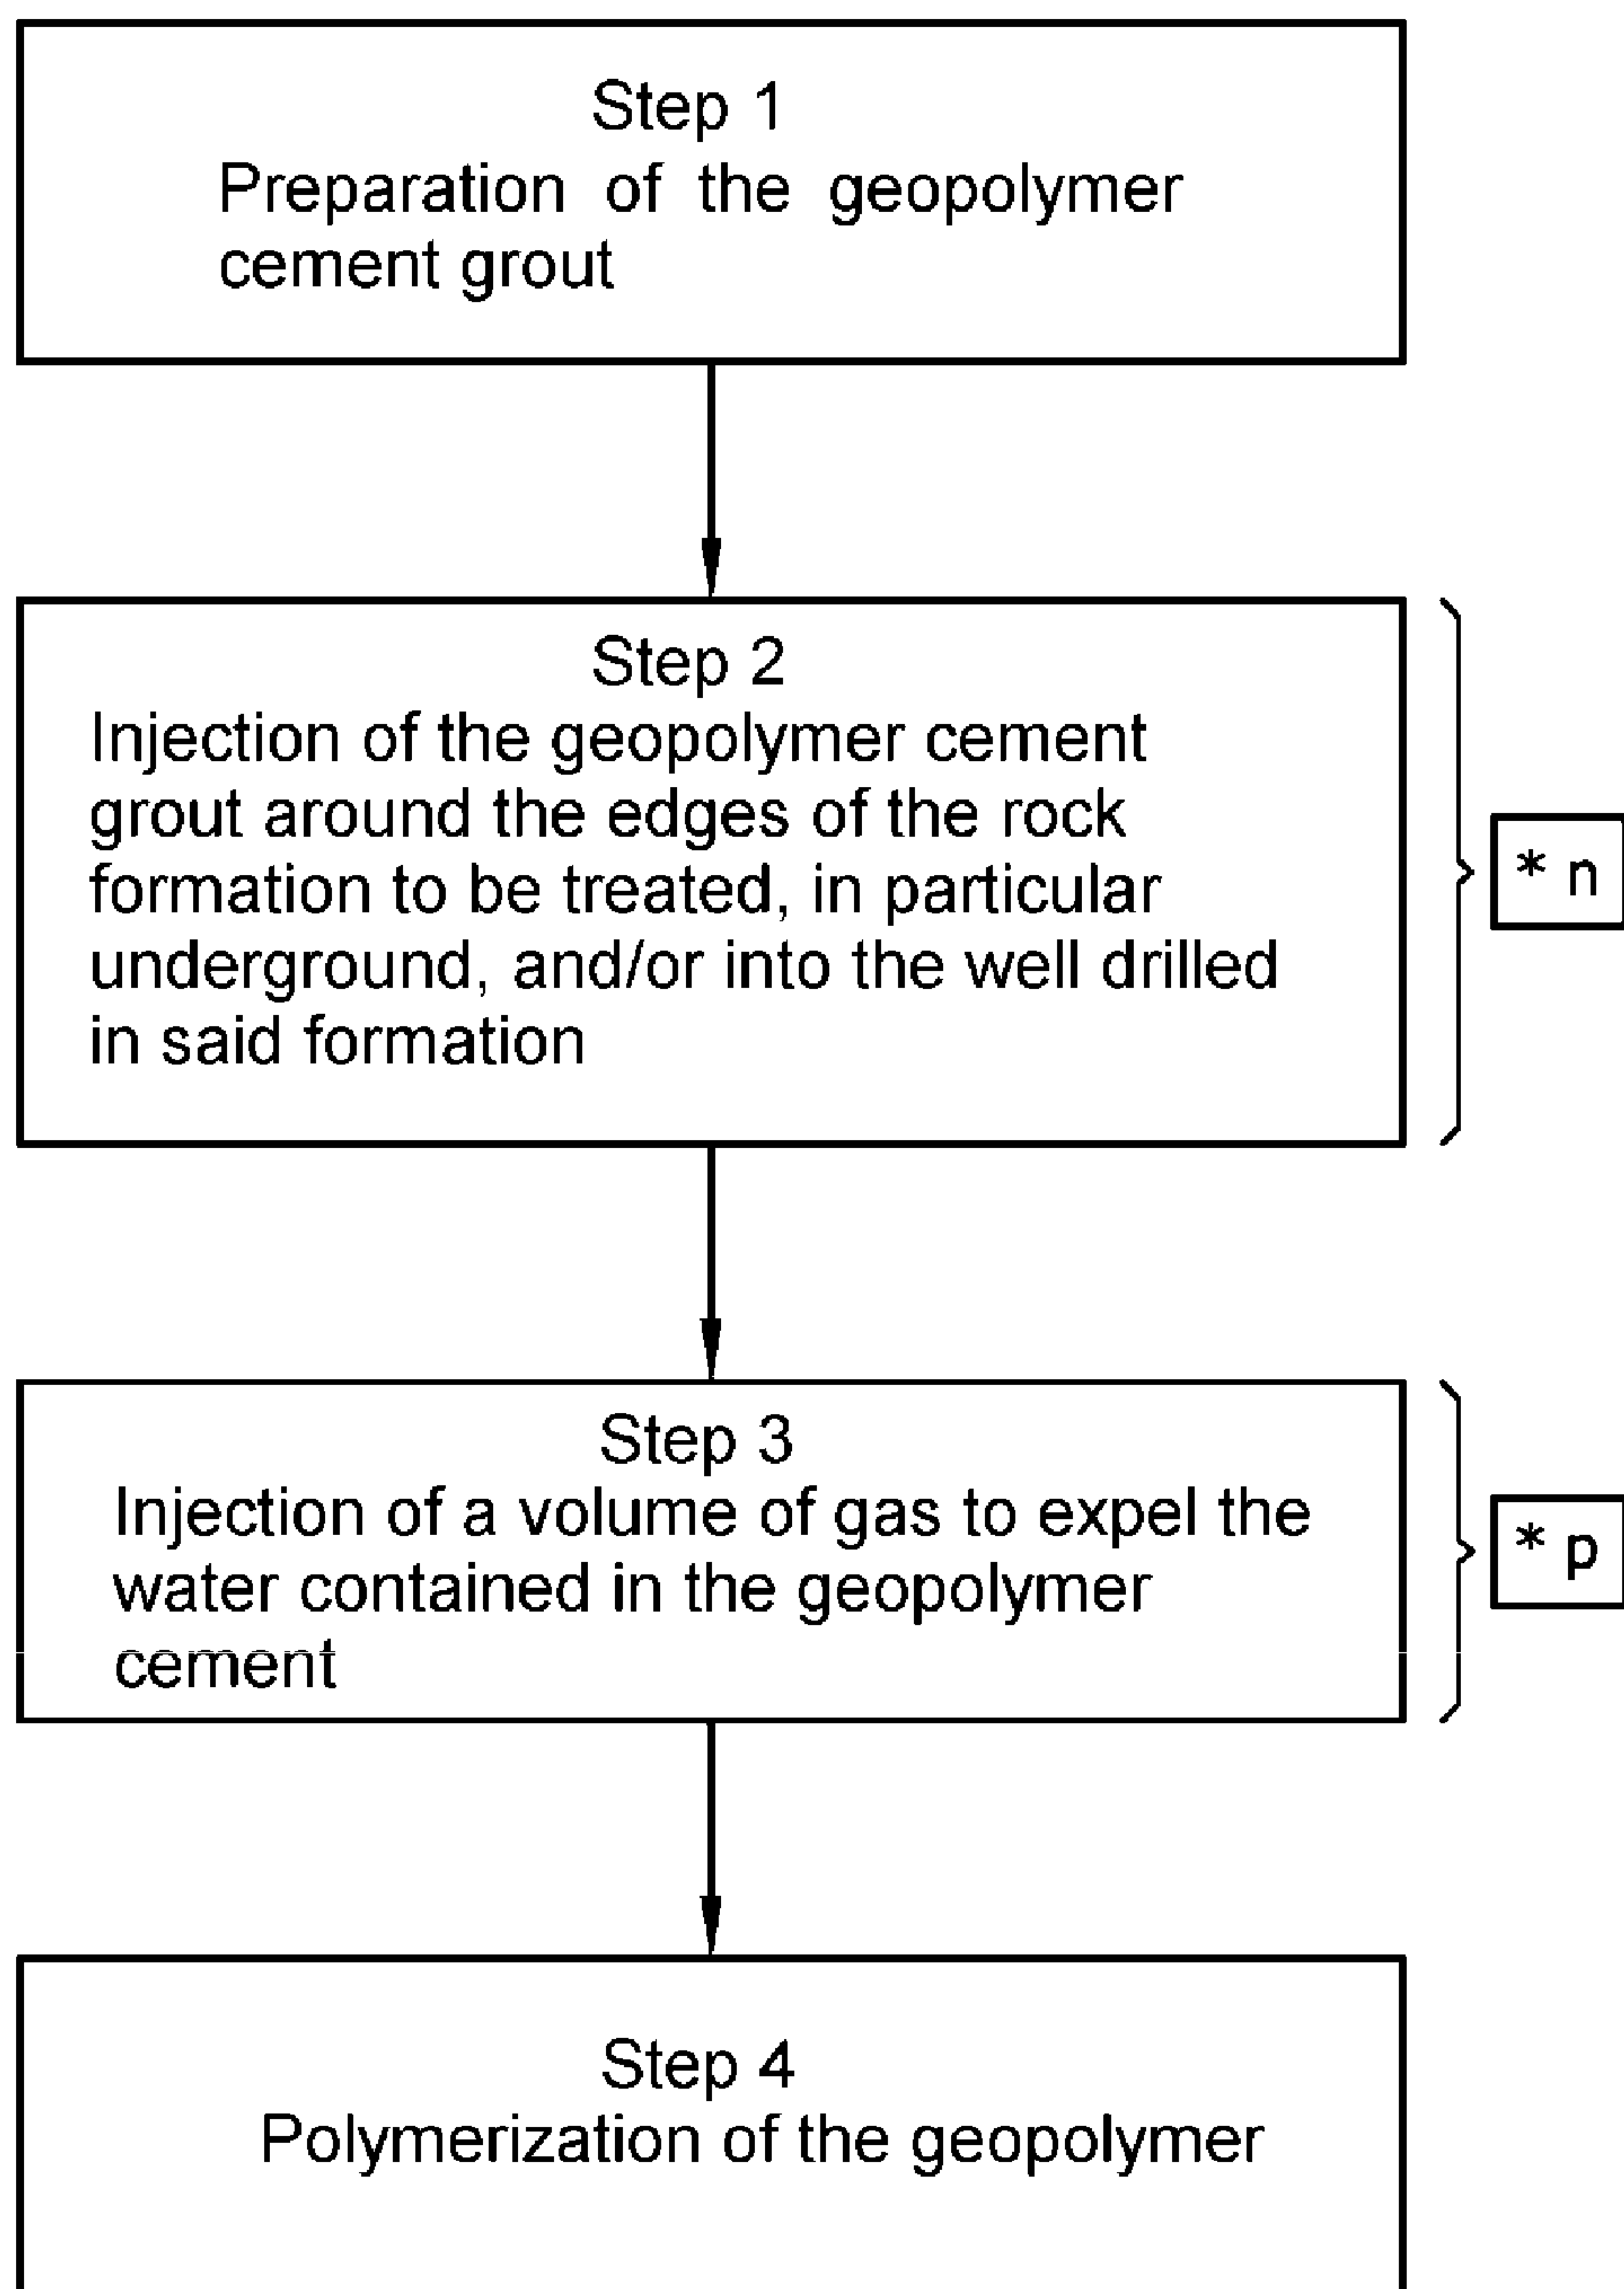 Step 1
Preparation of the geopolymer
cement grout
Step 2
Injection of the geopolymer cement
grout around the edges of the rock
formation to be treated, in particular
underground, and/or into the well drilled
in said formation
* n
Step 3
Injection of a volume of gas to expel the
water contained in the geopolymer
cement
* p
Step 4
Polymerization of the geopolymer